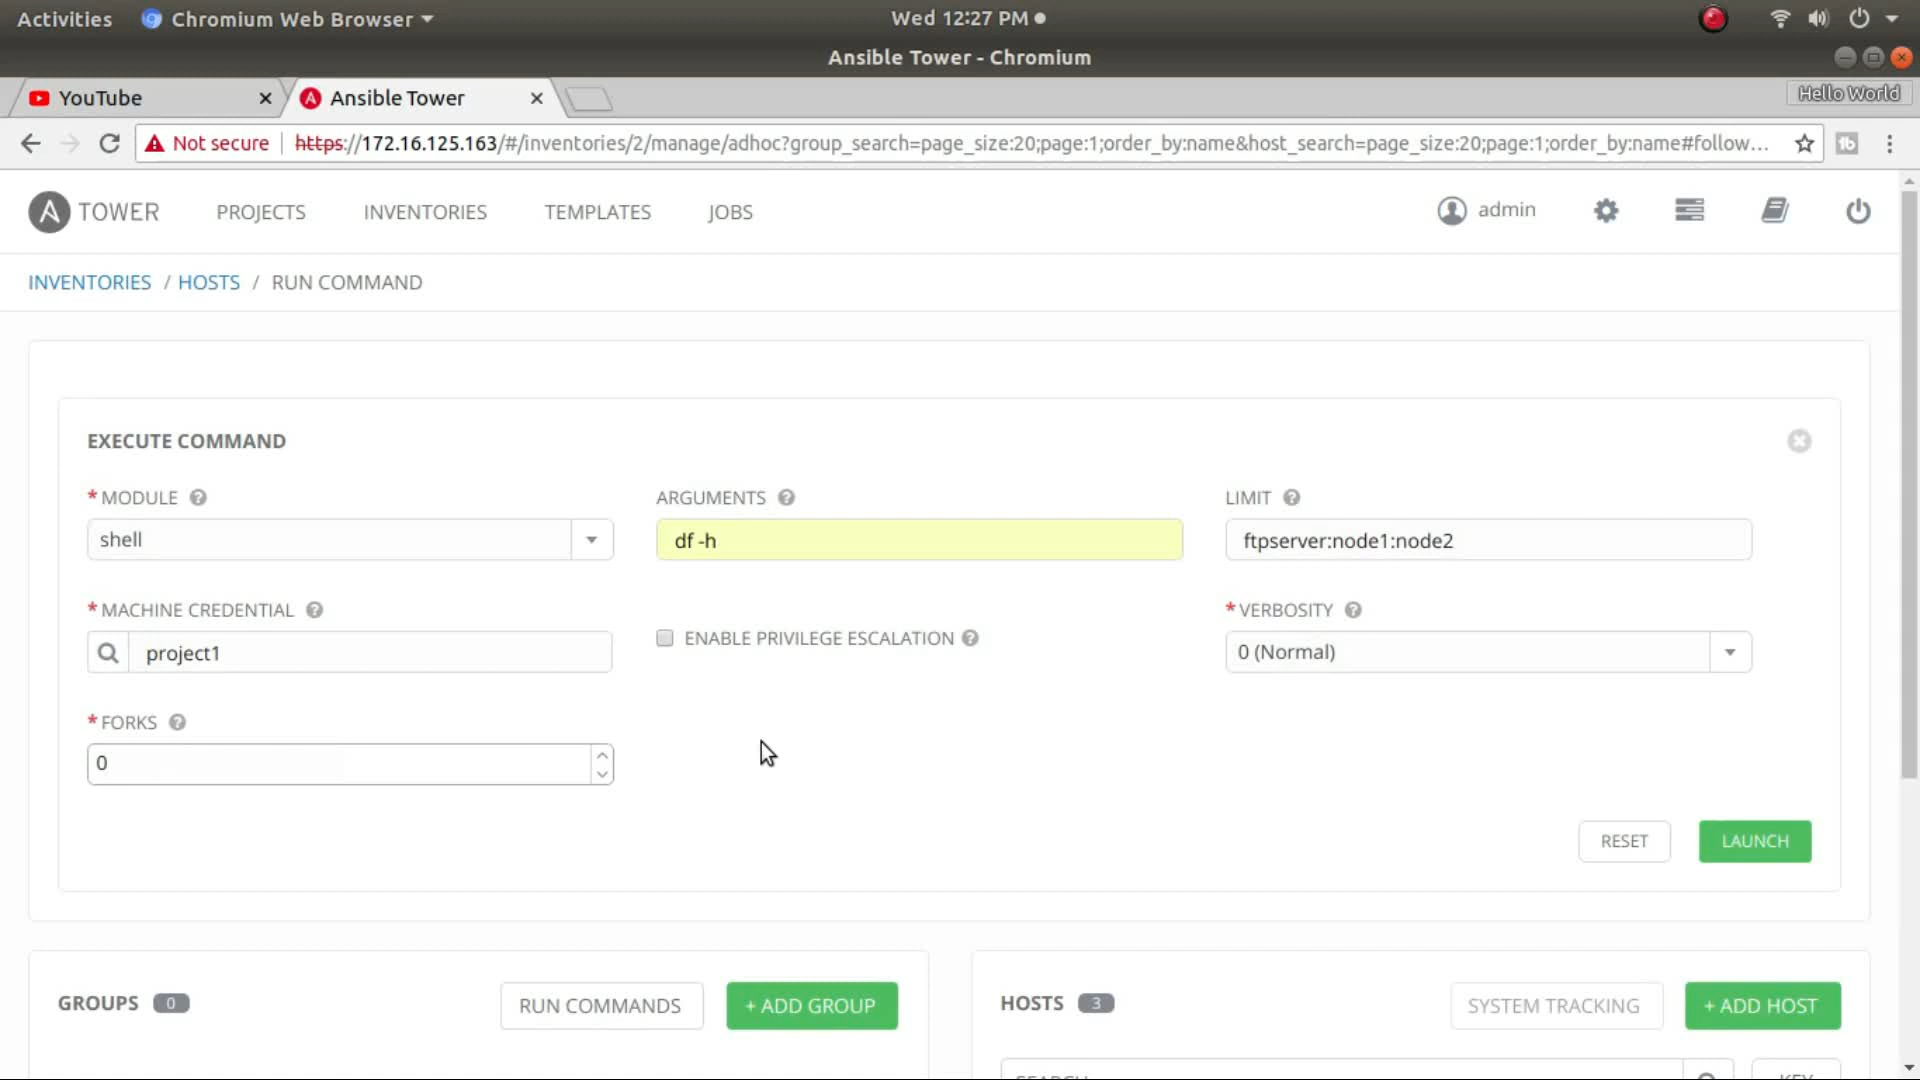 Activities Chromium Web Browser Wed 12:27 PM
Ansible Tower - Chromium
YouTube Ansible Tower Hello World
Not secure https://172.16.125.163/#/inventories/2/manage/adhoc?group_search=page_size:20;page:1;order_by:name&host_search=page_size:20;page:1;order_by:name#follow...
A TOWER PROJECTS INVENTORIES TEMPLATES JOBS admin
INVENTORIES / HOSTS / RUN COMMAND
EXECUTE COMMAND
* MODULE ? ARGUMENTS ? LIMIT ?
shell df -h ftpserver:node1:node2
* MACHINE CREDENTIAL ? ENABLE PRIVILEGE ESCALATION ? * VERBOSITY ?
project1 0 (Normal)
* FORKS ?
0
RESET LAUNCH
GROUPS 0 RUN COMMANDS + ADD GROUP HOSTS 3 SYSTEM TRACKING + ADD HOST
SEARCH KEY